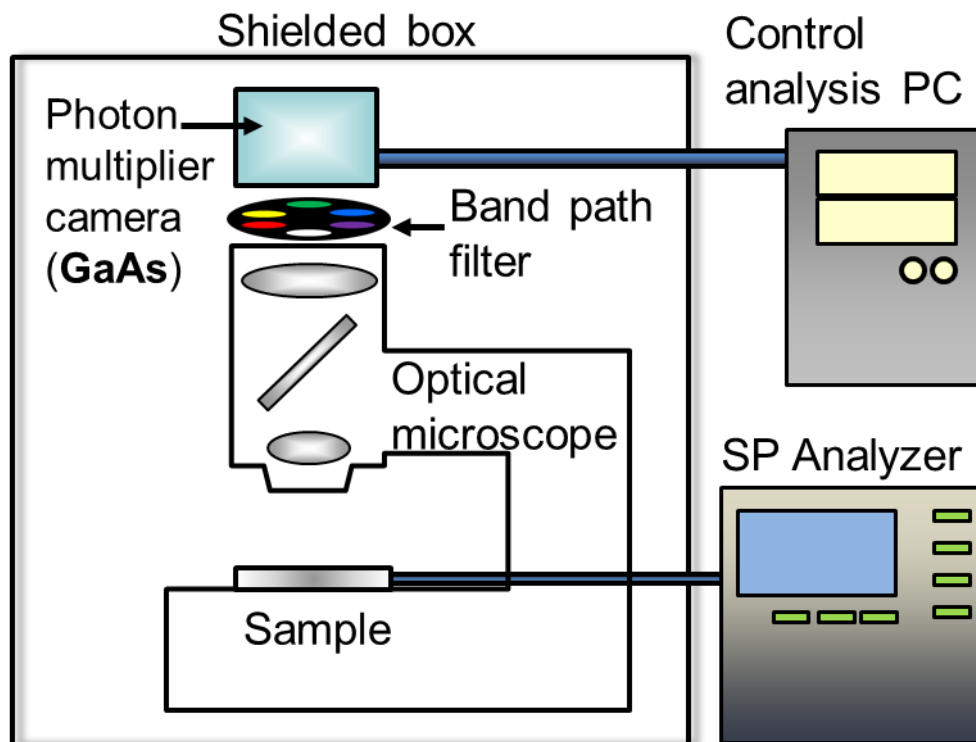 Shielded box
Control
analysis PC
Photon
multiplier
camera
(GaAs)
Band path
filter
Optical
microscope
SP Analyzer
Sample